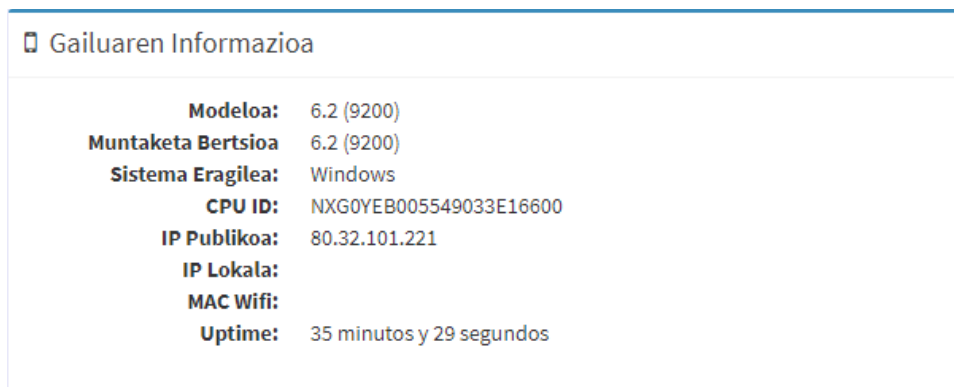 Gailuaren Informazioa
Modeloa: 6.2 (9200)
Muntaketa Bertsioa 6.2 (9200)
Sistema Eragilea: Windows
CPU ID: NXG0YEB005549033E16600
IP Publikoa: 80.32.101.221
IP Lokala:
MAC Wifi:
Uptime: 35 minutos y 29 segundos